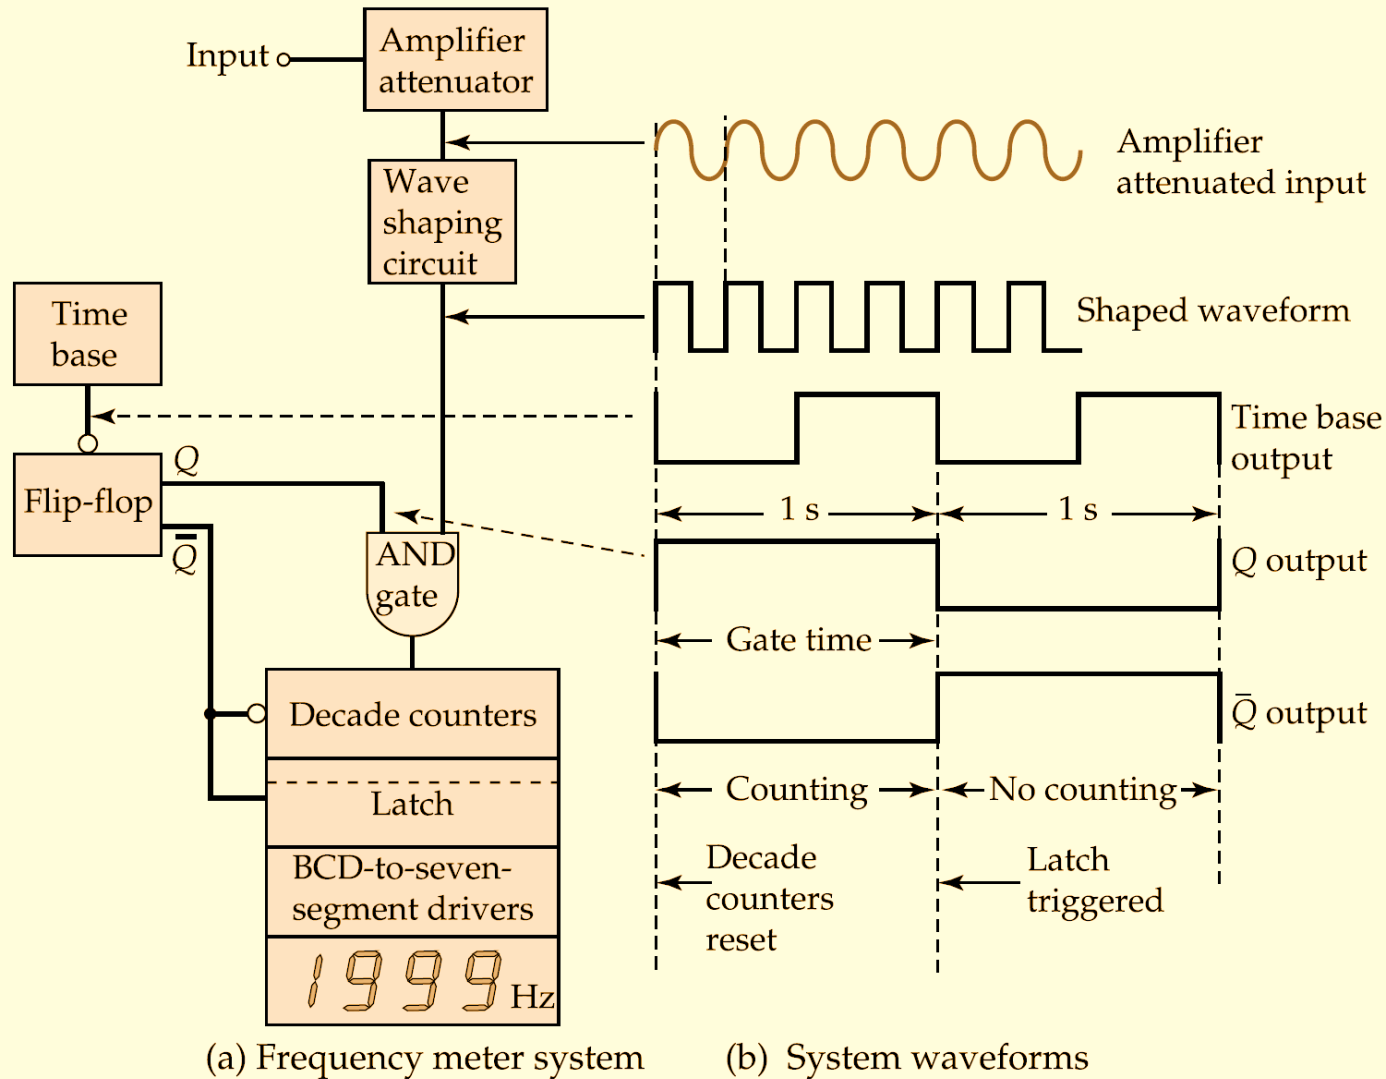 Input
Amplifier
attenuator
Wave
shaping
circuit
Time
base
Flip-flop
Q
Q̅
AND
gate
Decade counters
Latch
BCD-to-seven-
segment drivers
1999 Hz
(a) Frequency meter system
Amplifier
attenuated input
Shaped waveform
Time base
output
1 s
1 s
Q output
Gate time
Q̅ output
Counting
No counting
Decade
counters
reset
Latch
triggered
(b) System waveforms